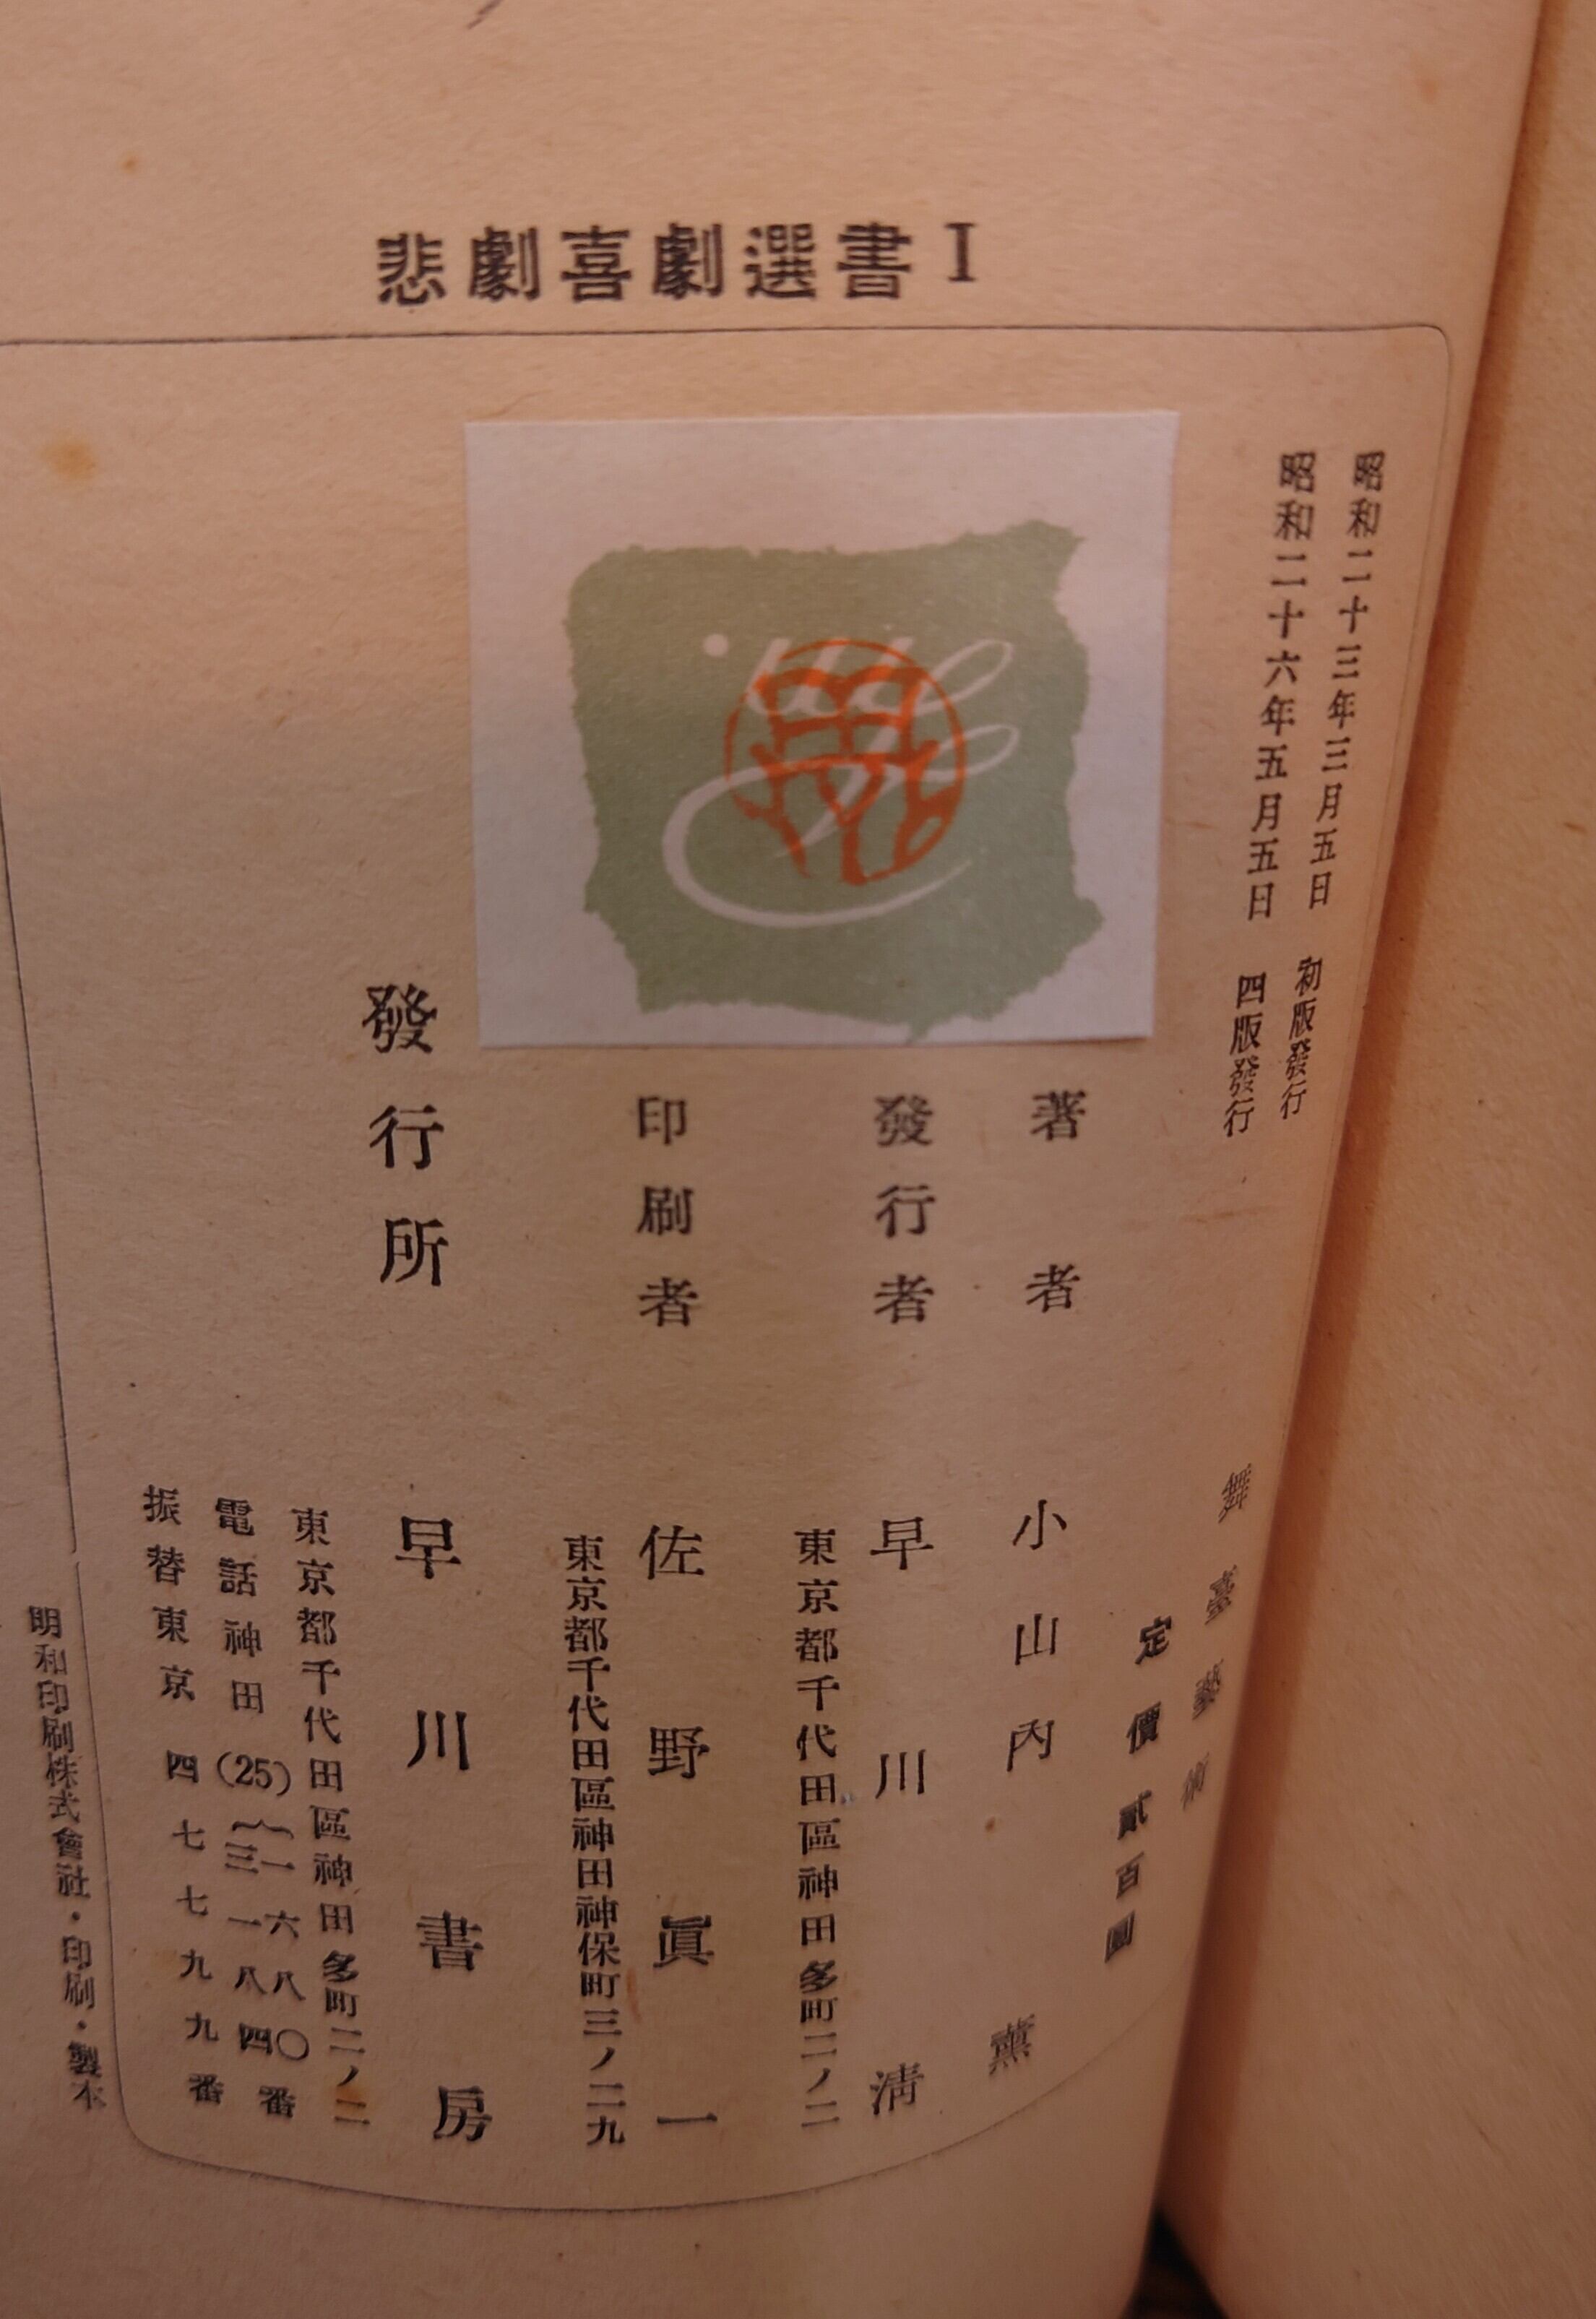 悲劇喜劇選書 I
昭和二十三年三月五日 初版發行
昭和二十六年五月五日 四版發行
舞臺藝術
定價貳百圓
著者 小山內薫
發行者 早川淸
東京都千代田區神田多町二ノ二
印刷者 佐野眞一
東京都千代田區神田神保町三ノ二九
發行所 早川書房
東京都千代田區神田多町二ノ二
電話神田(25)一六八〇番
三一八四
振替東京四七七九九番
明和印刷株式會社・印刷・製本